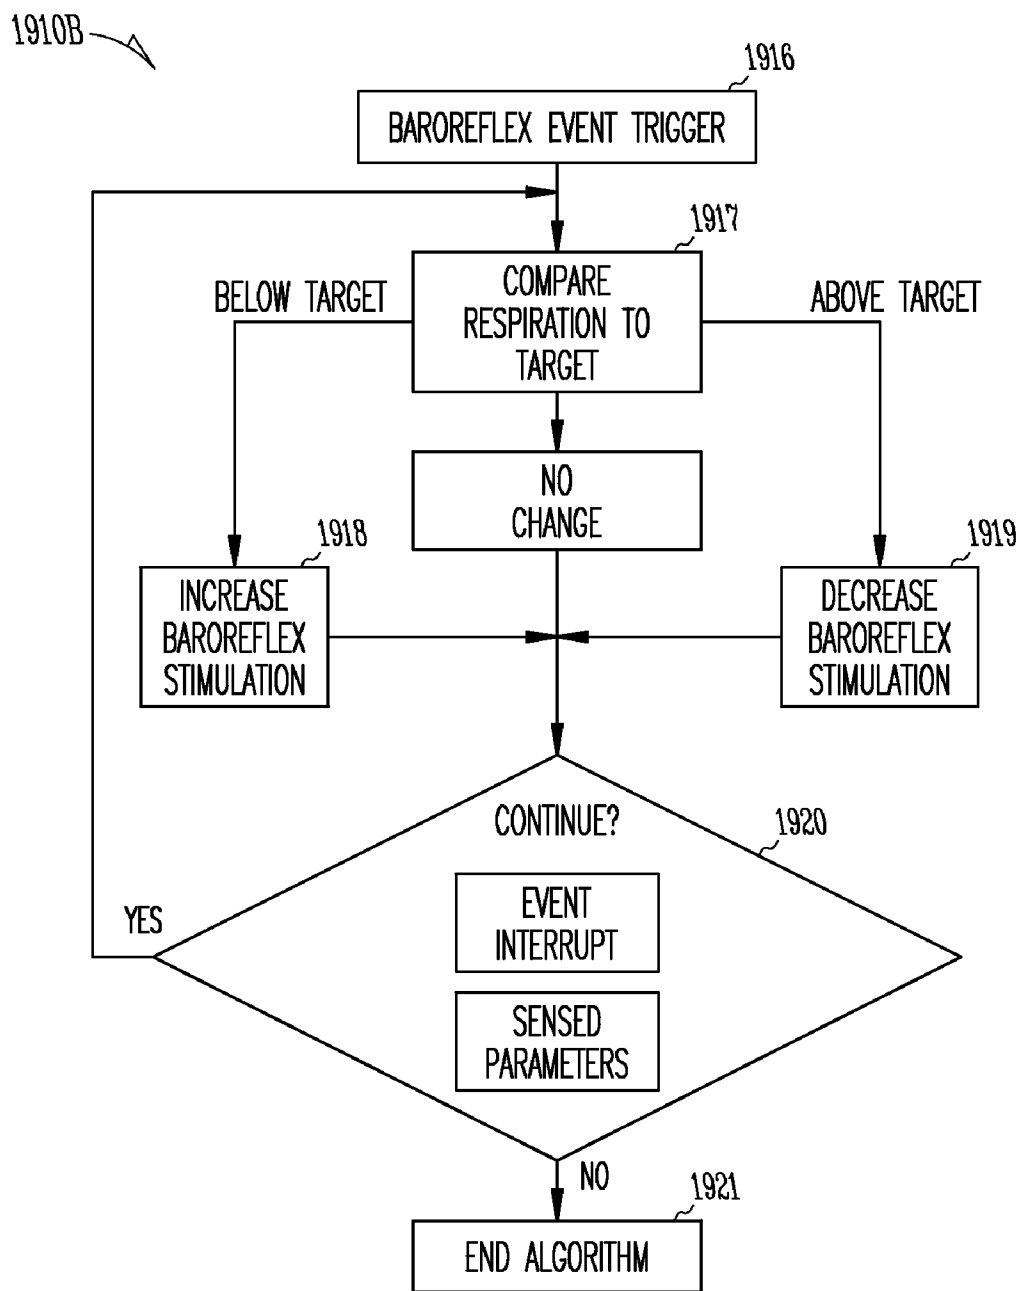 1910B
1916
BAROREFLEX EVENT TRIGGER
1917
COMPARE
RESPIRATION TO
TARGET
BELOW TARGET
ABOVE TARGET
NO
CHANGE
1918
INCREASE
BAROREFLEX
STIMULATION
1919
DECREASE
BAROREFLEX
STIMULATION
CONTINUE?
1920
EVENT
INTERRUPT
YES
SENSED
PARAMETERS
NO
1921
END ALGORITHM